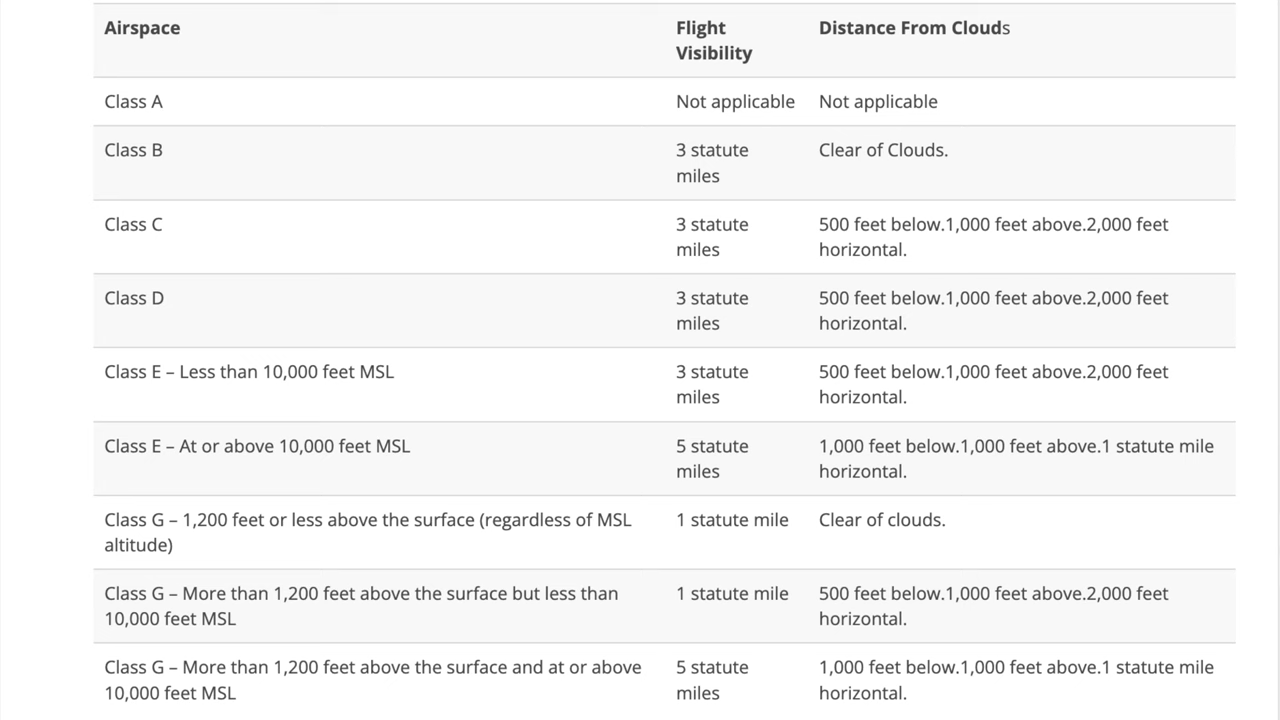 Airspace
Flight
Visibility
Distance From Clouds
Class A
Not applicable
Not applicable
Class B
3 statute
miles
Clear of Clouds.
Class C
3 statute
miles
500 feet below.1,000 feet above.2,000 feet
horizontal.
Class D
3 statute
miles
500 feet below.1,000 feet above.2,000 feet
horizontal.
Class E – Less than 10,000 feet MSL
3 statute
miles
500 feet below.1,000 feet above.2,000 feet
horizontal.
Class E – At or above 10,000 feet MSL
5 statute
miles
1,000 feet below.1,000 feet above.1 statute mile
horizontal.
Class G – 1,200 feet or less above the surface (regardless of MSL
altitude)
1 statute mile
Clear of clouds.
Class G – More than 1,200 feet above the surface but less than
10,000 feet MSL
1 statute mile
500 feet below.1,000 feet above.2,000 feet
horizontal.
Class G – More than 1,200 feet above the surface and at or above
10,000 feet MSL
5 statute
miles
1,000 feet below.1,000 feet above.1 statute mile
horizontal.